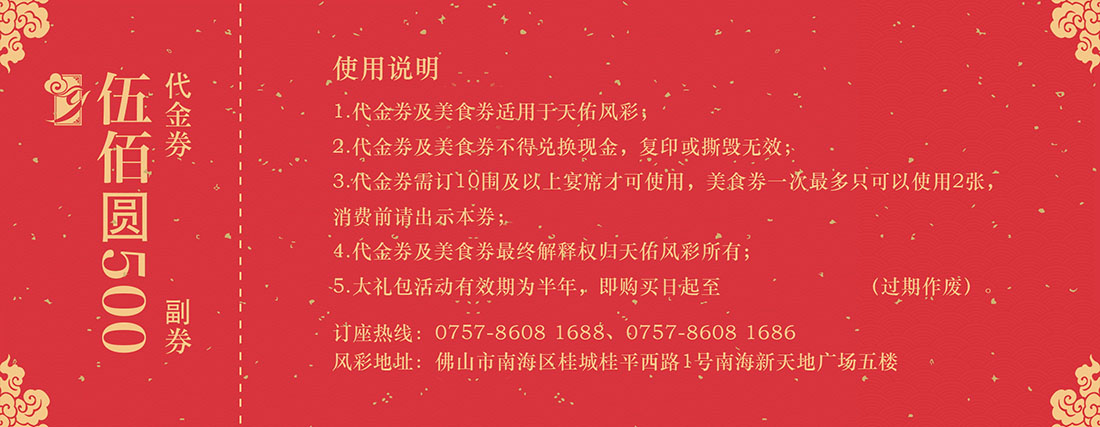 代金券
伍佰圆500
副券
使用说明
1.代金券及美食券适用于天佑风彩；
2.代金券及美食券不得兑换现金，复印或撕毁无效；
3.代金券需订10围及以上宴席才可使用，美食券一次最多只可以使用2张，
消费前请出示本券；
4.代金券及美食券最终解释权归天佑风彩所有；
5.大礼包活动有效期为半年，即购买日起至 （过期作废）。
订座热线：0757-8608 1688、0757-8608 1686
风彩地址：佛山市南海区桂城桂平西路1号南海新天地广场五楼